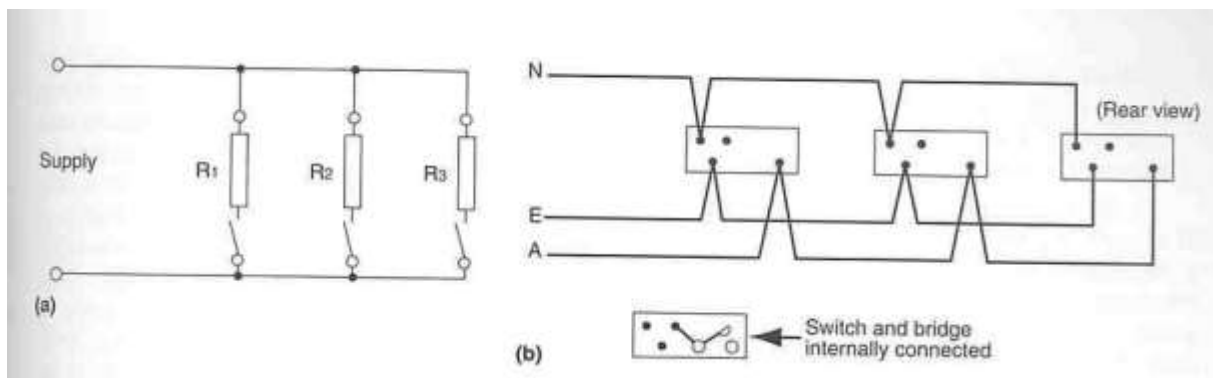 Supply
R1
R2
R3
(a)
N
(Rear view)
E
A
Switch and bridge
internally connected
(b)